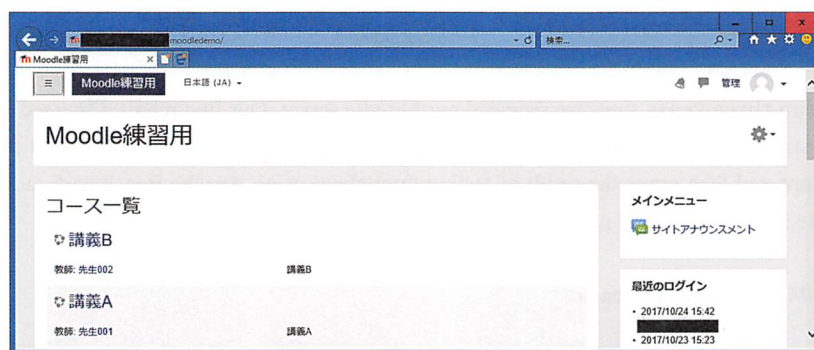 moodledemo/
検索...
Moodle練習用
Moodle練習用 日本語 (JA)
管理
Moodle練習用
コース一覧
講義B
教師: 先生002 講義B
講義A
教師: 先生001 講義A
メインメニュー
サイトアナウンスメント
最近のログイン
・ 2017/10/24 15:42
・ 2017/10/23 15:23